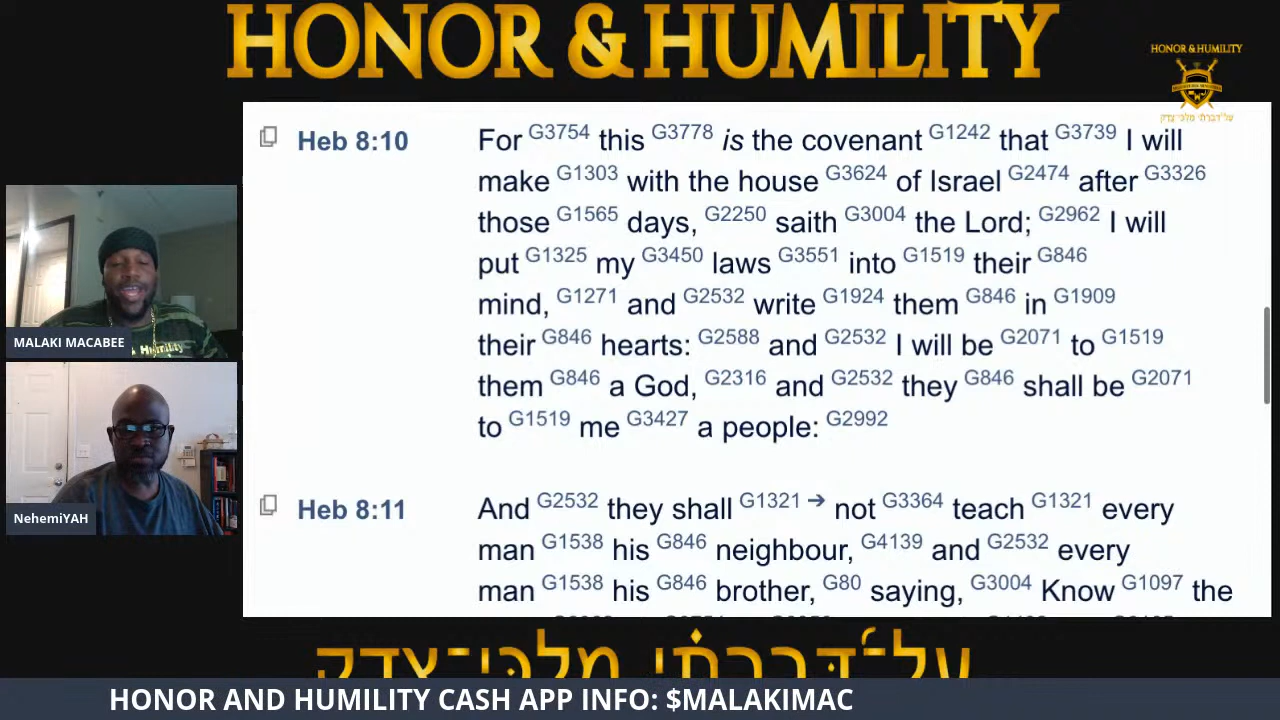 HONOR & HUMILITY
HONOR & HUMILITY
Heb 8:10
For G3754 this G3778 is the covenant G1242 that G3739 I will
make G1303 with the house G3624 of Israel G2474 after G3326
those G1565 days, G2250 saith G3004 the Lord; G2962 I will
put G1325 my G3450 laws G3551 into G1519 their G846
mind, G1271 and G2532 write G1924 them G846 in G1909
their G846 hearts: G2588 and G2532 I will be G2071 to G1519
them G846 a God, G2316 and G2532 they G846 shall be G2071
to G1519 me G3427 a people: G2992
Heb 8:11
And G2532 they shall G1321 → not G3364 teach G1321 every
man G1538 his G846 neighbour, G4139 and G2532 every
man G1538 his G846 brother, G80 saying, G3004 Know G1097 the
MALAKI MACABEE
NehemiYAH
על־דברתי מלכי־צדק
HONOR AND HUMILITY CASH APP INFO: $MALAKIMAC